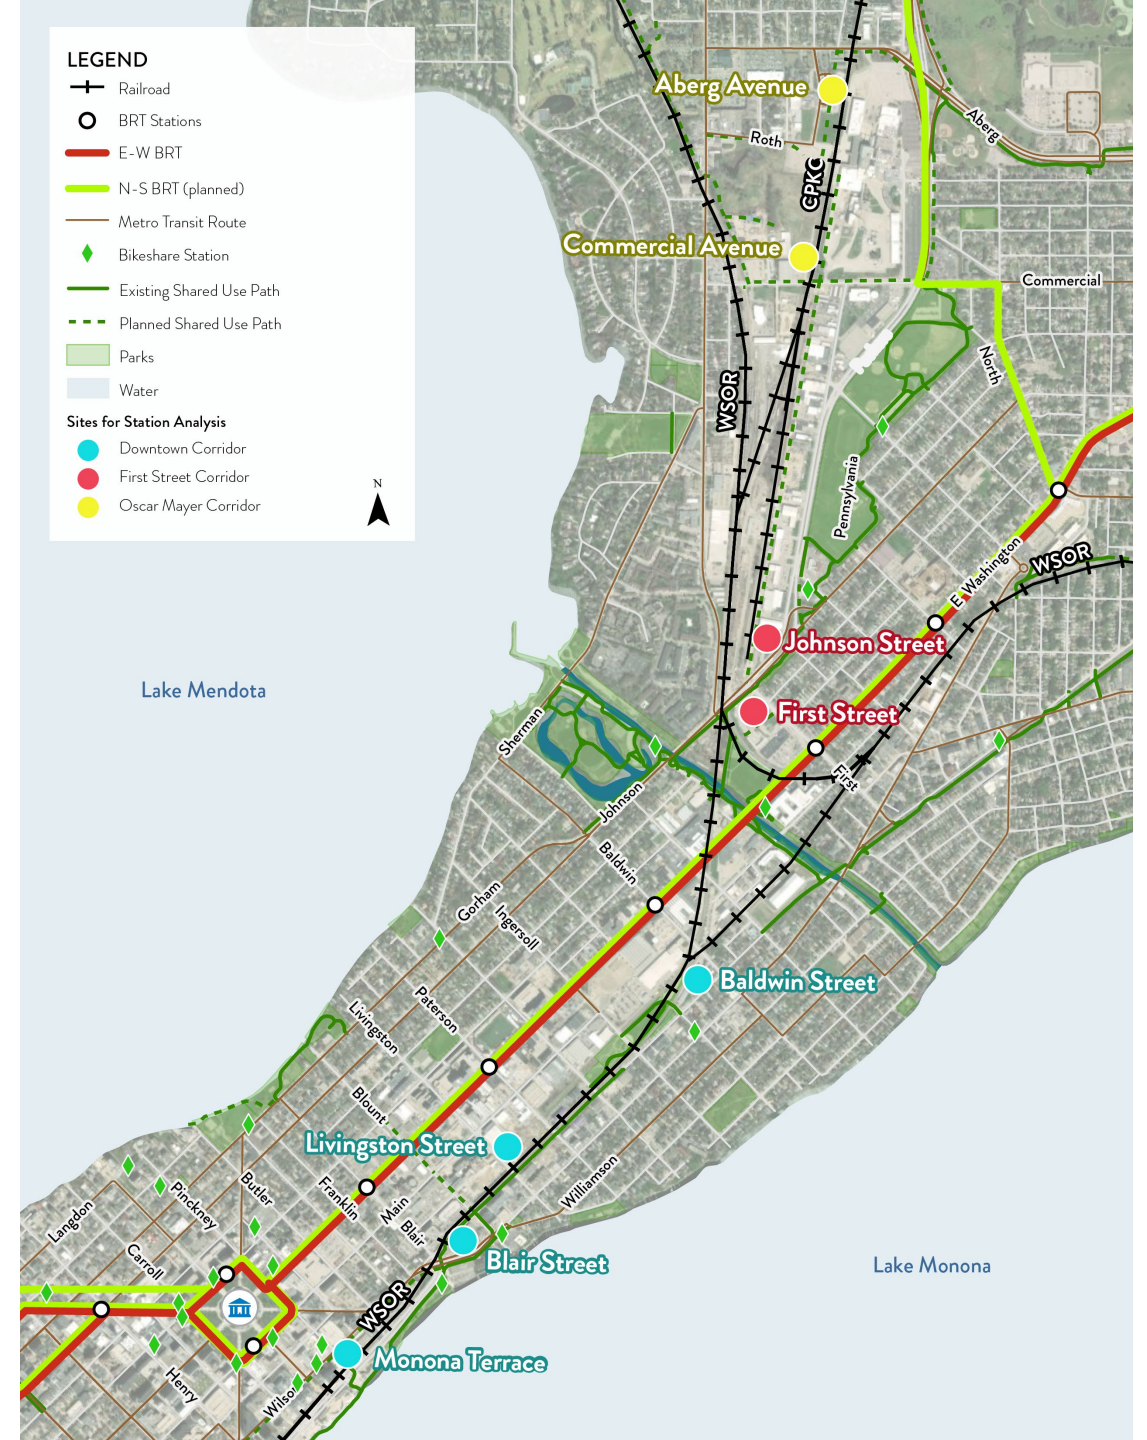 LEGEND
Railroad
BRT Stations
E-W BRT
N-S BRT (planned)
Metro Transit Route
Bikeshare Station
Existing Shared Use Path
Planned Shared Use Path
Parks
Water
Sites for Station Analysis
Downtown Corridor
First Street Corridor
Oscar Mayer Corridor
N
Aberg Avenue
Aberg
Roth
CPKC
Commercial Avenue
Commercial
North
WSOR
Pennsylvania
E. Washington
WSOR
Johnson Street
Lake Mendota
First Street
Sherman
First
Johnson
Baldwin
Gorham
Ingersoll
Baldwin Street
Paterson
Livingston
Blount
Livingston Street
Williamson
Butler
Pinckney
Franklin
Main
Langdon
Blair
Carroll
Blair Street
Lake Monona
WSOR
Monona Terrace
Henry
Wilson